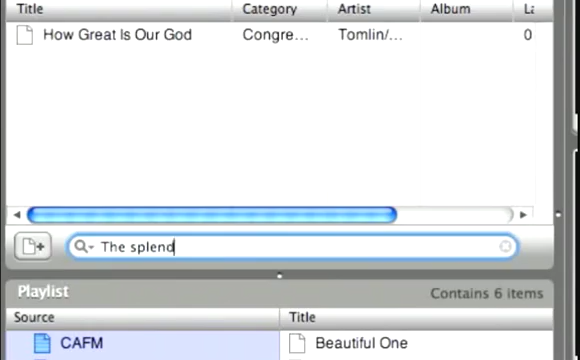 Title Category Artist Album
How Great Is Our God Congre... Tomlin/... 0
The splend
Playlist Contains 6 items
Source Title
CAFM Beautiful One